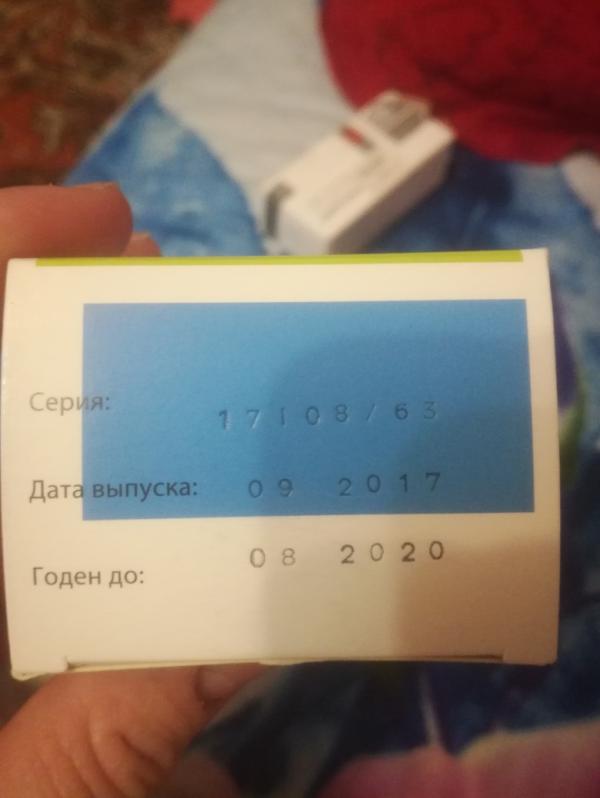 Серия: 17108/63
Дата выпуска: 09 2017
Годен до: 08 2020